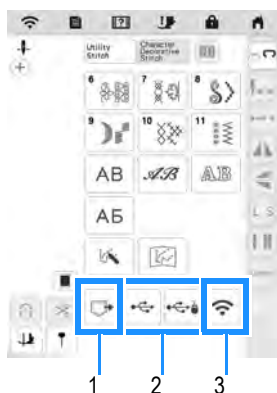 Utility
Stitch
Character
Decorative
Stitch
6 7 8
9 10 11
AB AB AB
АБ
L S
1 2 3